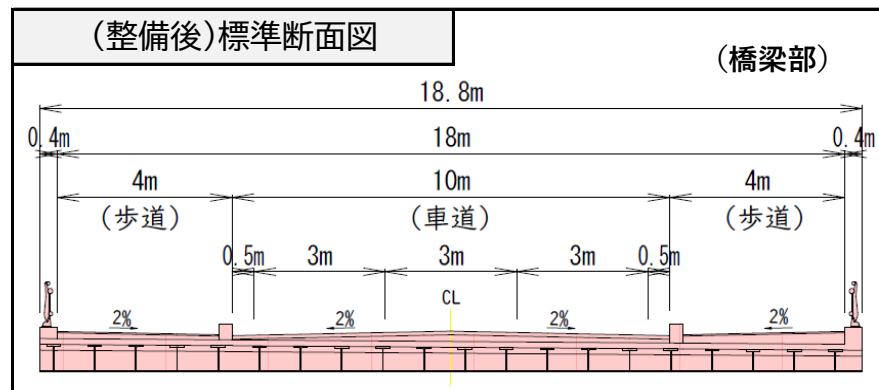 (整備後)標準断面図
(橋梁部)
18.8m
0.4m 18m 0.4m
4m 10m 4m
(歩道) (車道) (歩道)
0.5m 3m 3m 3m 0.5m
CL
2% 2% 2% 2%